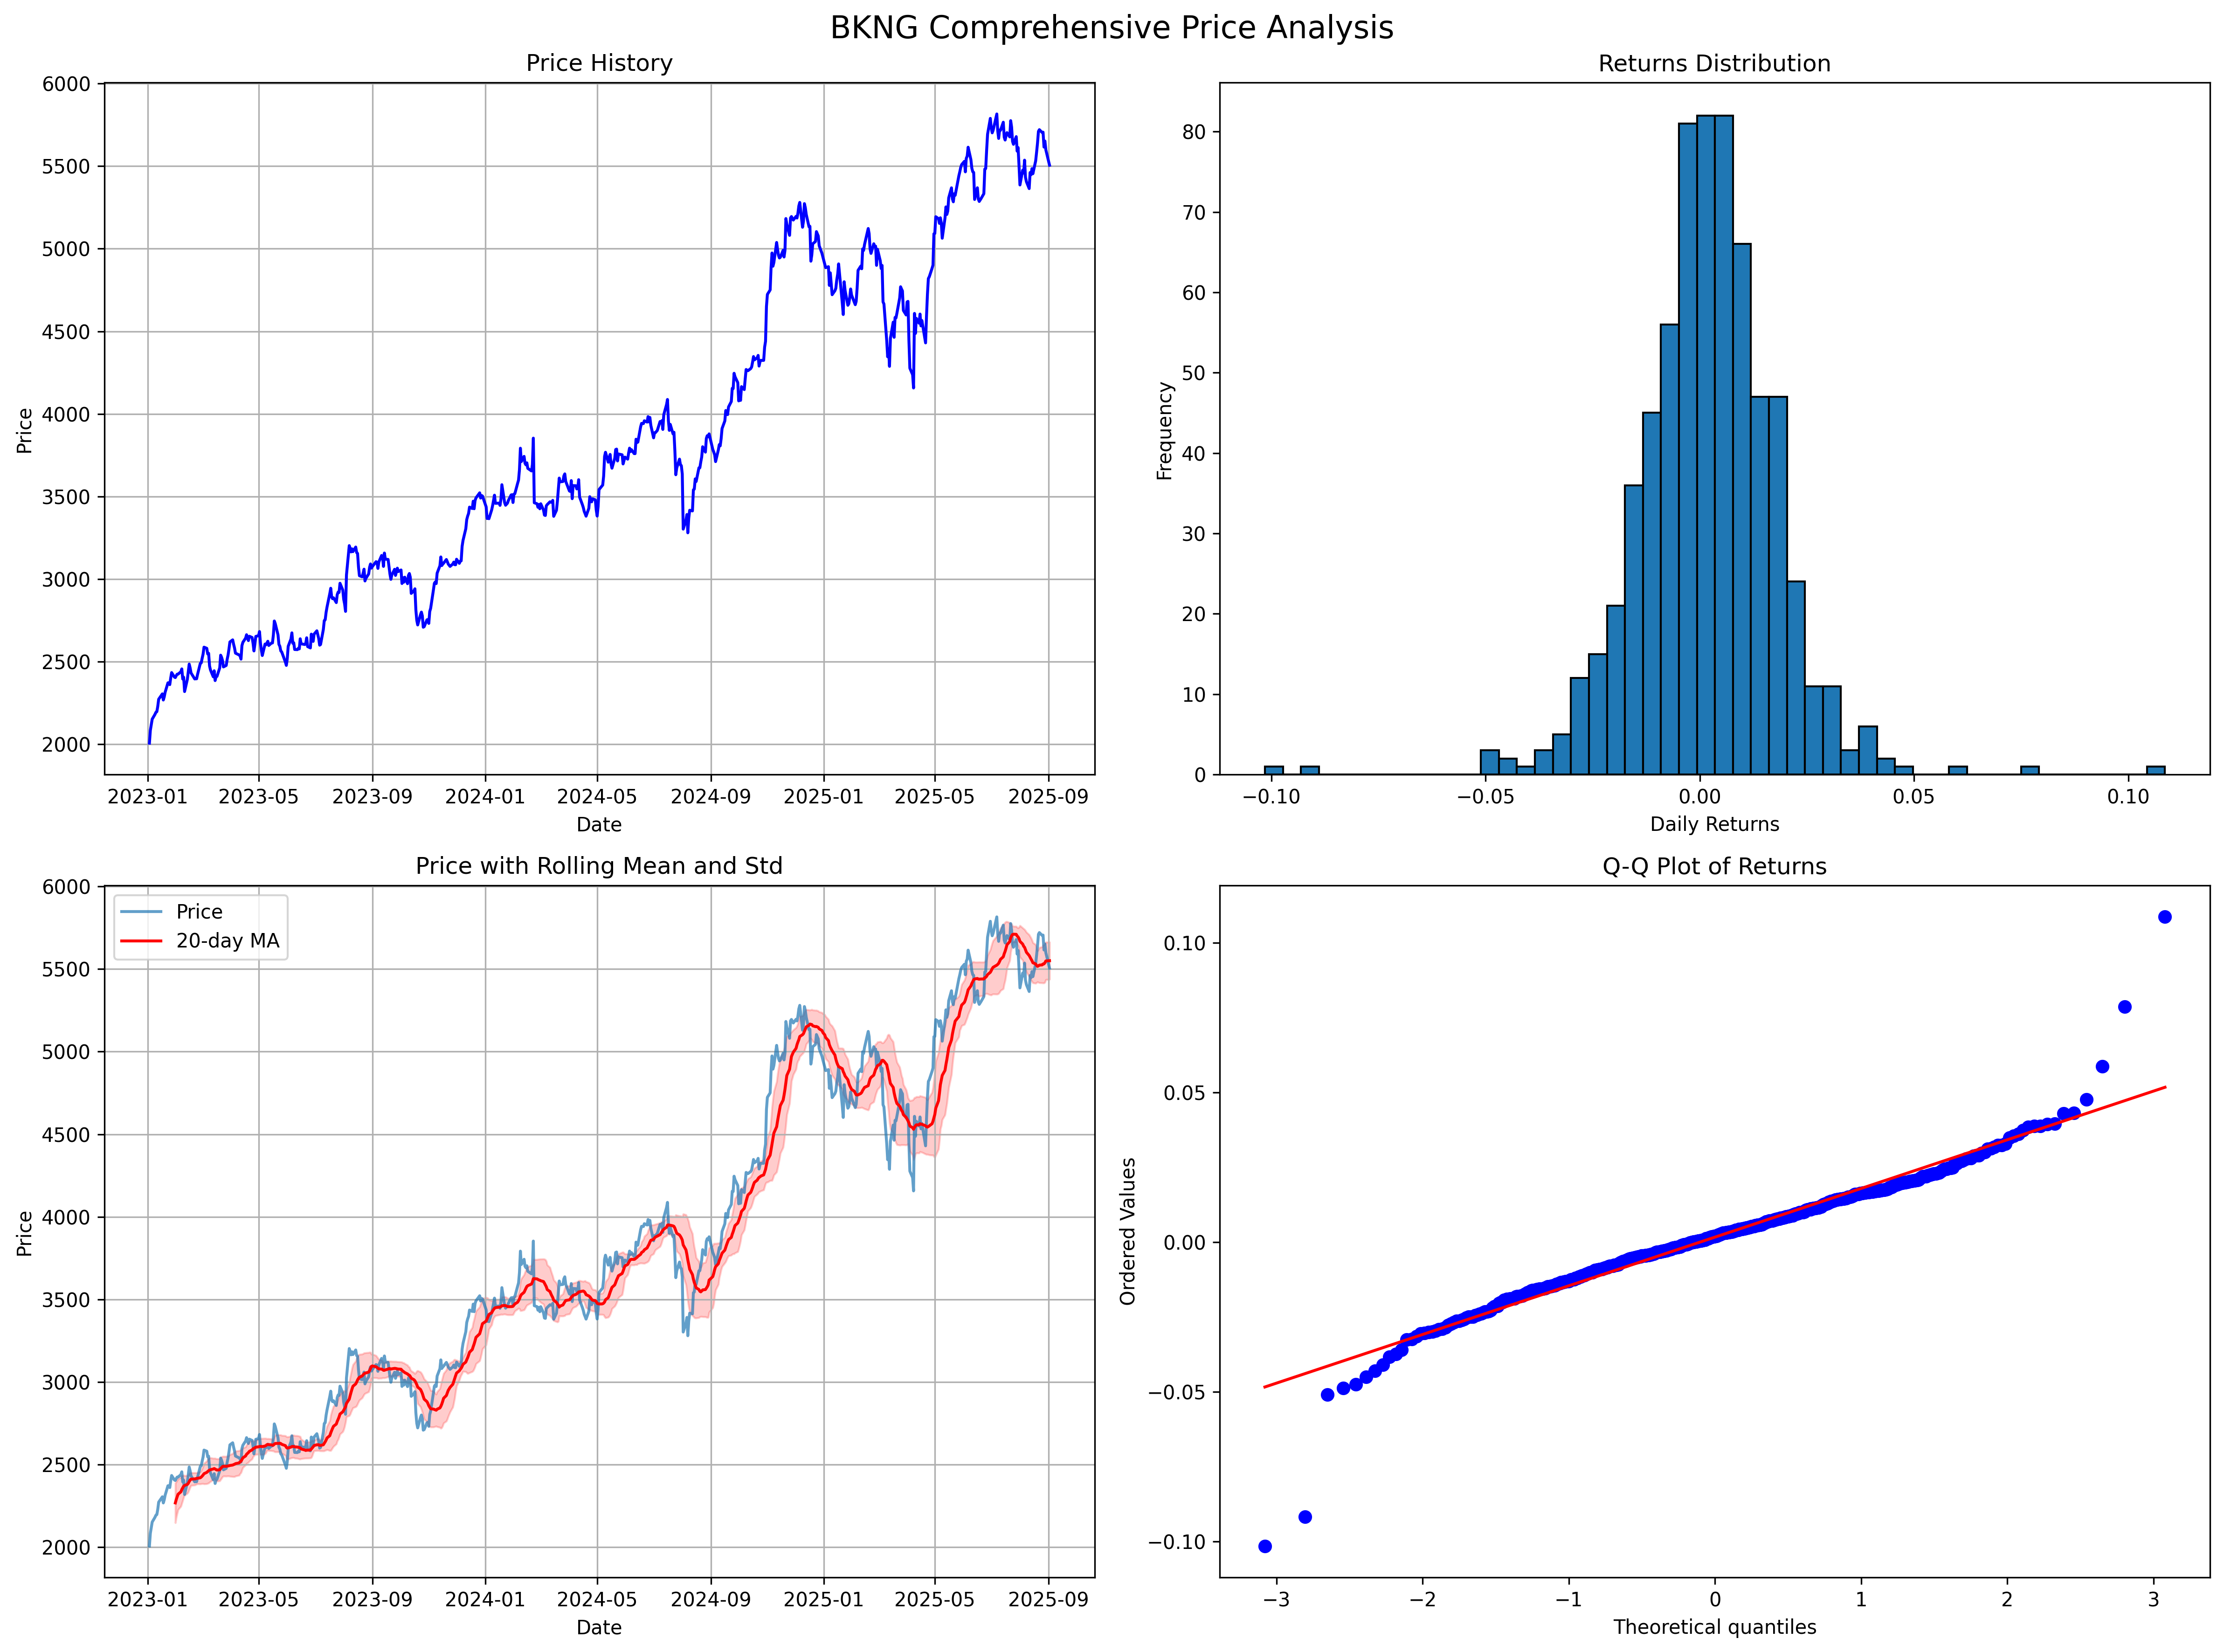 BKNG Comprehensive Price Analysis
Price History
6000
5500
5000
4500
4000
3500
3000
2500
2000
Price
2023-01 2023-05 2023-09 2024-01 2024-05 2024-09 2025-01 2025-05 2025-09
Date
Returns Distribution
80
70
60
50
40
30
20
10
0
Frequency
−0.10 −0.05 0.00 0.05 0.10
Daily Returns
Price with Rolling Mean and Std
Price
20-day MA
6000
5500
5000
4500
4000
3500
3000
2500
2000
Price
2023-01 2023-05 2023-09 2024-01 2024-05 2024-09 2025-01 2025-05 2025-09
Date
Q-Q Plot of Returns
0.10
0.05
0.00
−0.05
−0.10
Ordered Values
−3 −2 −1 0 1 2 3
Theoretical quantiles